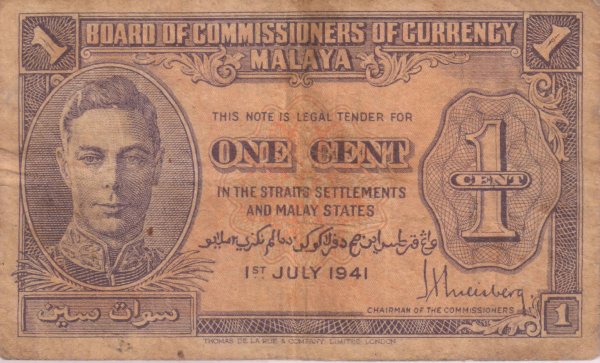 1 BOARD OF COMMISSIONERS OF CURRENCY 1
MALAYA
THIS NOTE IS LEGAL TENDER FOR
ONE CENT
1 CENT
IN THE STRAITS SETTLEMENTS
AND MALAY STATES
1ST JULY 1941
CHAIRMAN OF THE COMMISSIONERS
سوات سين
1
THOMAS DE LA RUE & COMPANY, LIMITED, LONDON